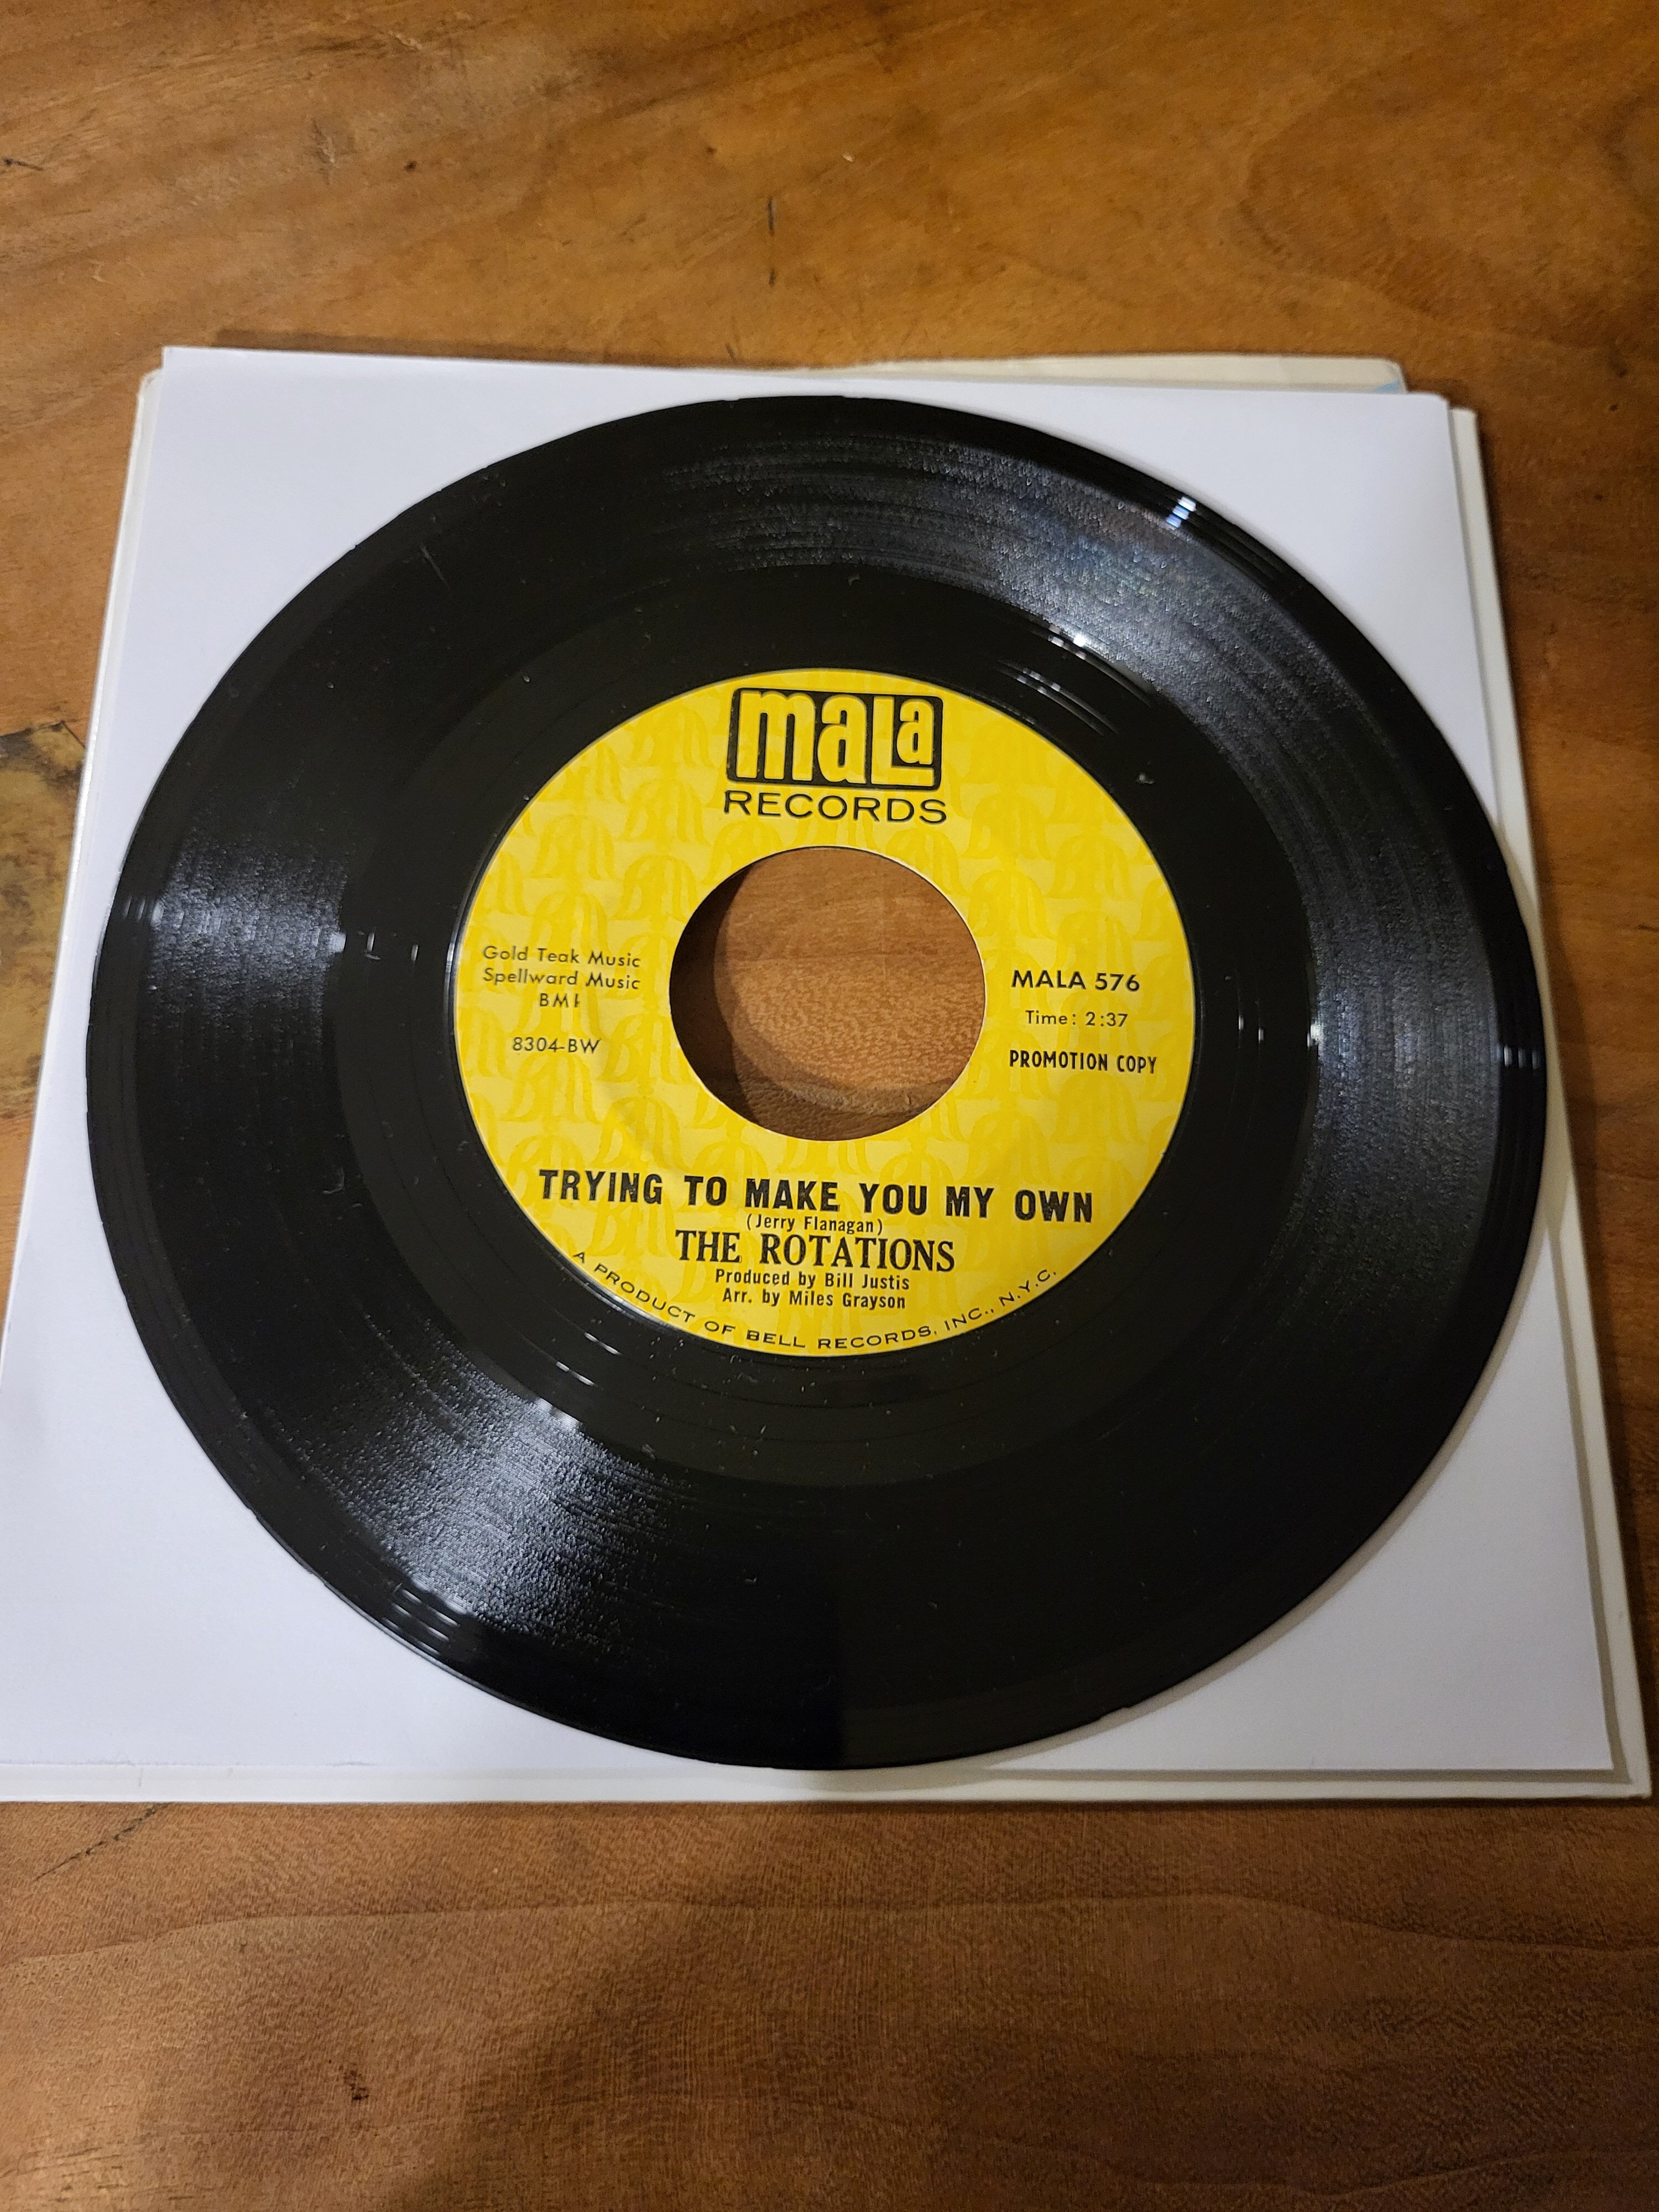 maLa
RECORDS
Gold Teak Music
Spellward Music
BMI
8304-BW
MALA 576
Time: 2:37
PROMOTION COPY
TRYING TO MAKE YOU MY OWN
(Jerry Flanagan)
THE ROTATIONS
Produced by Bill Justis
Arr. by Miles Grayson
A PRODUCT OF BELL RECORDS, INC., N.Y.C.